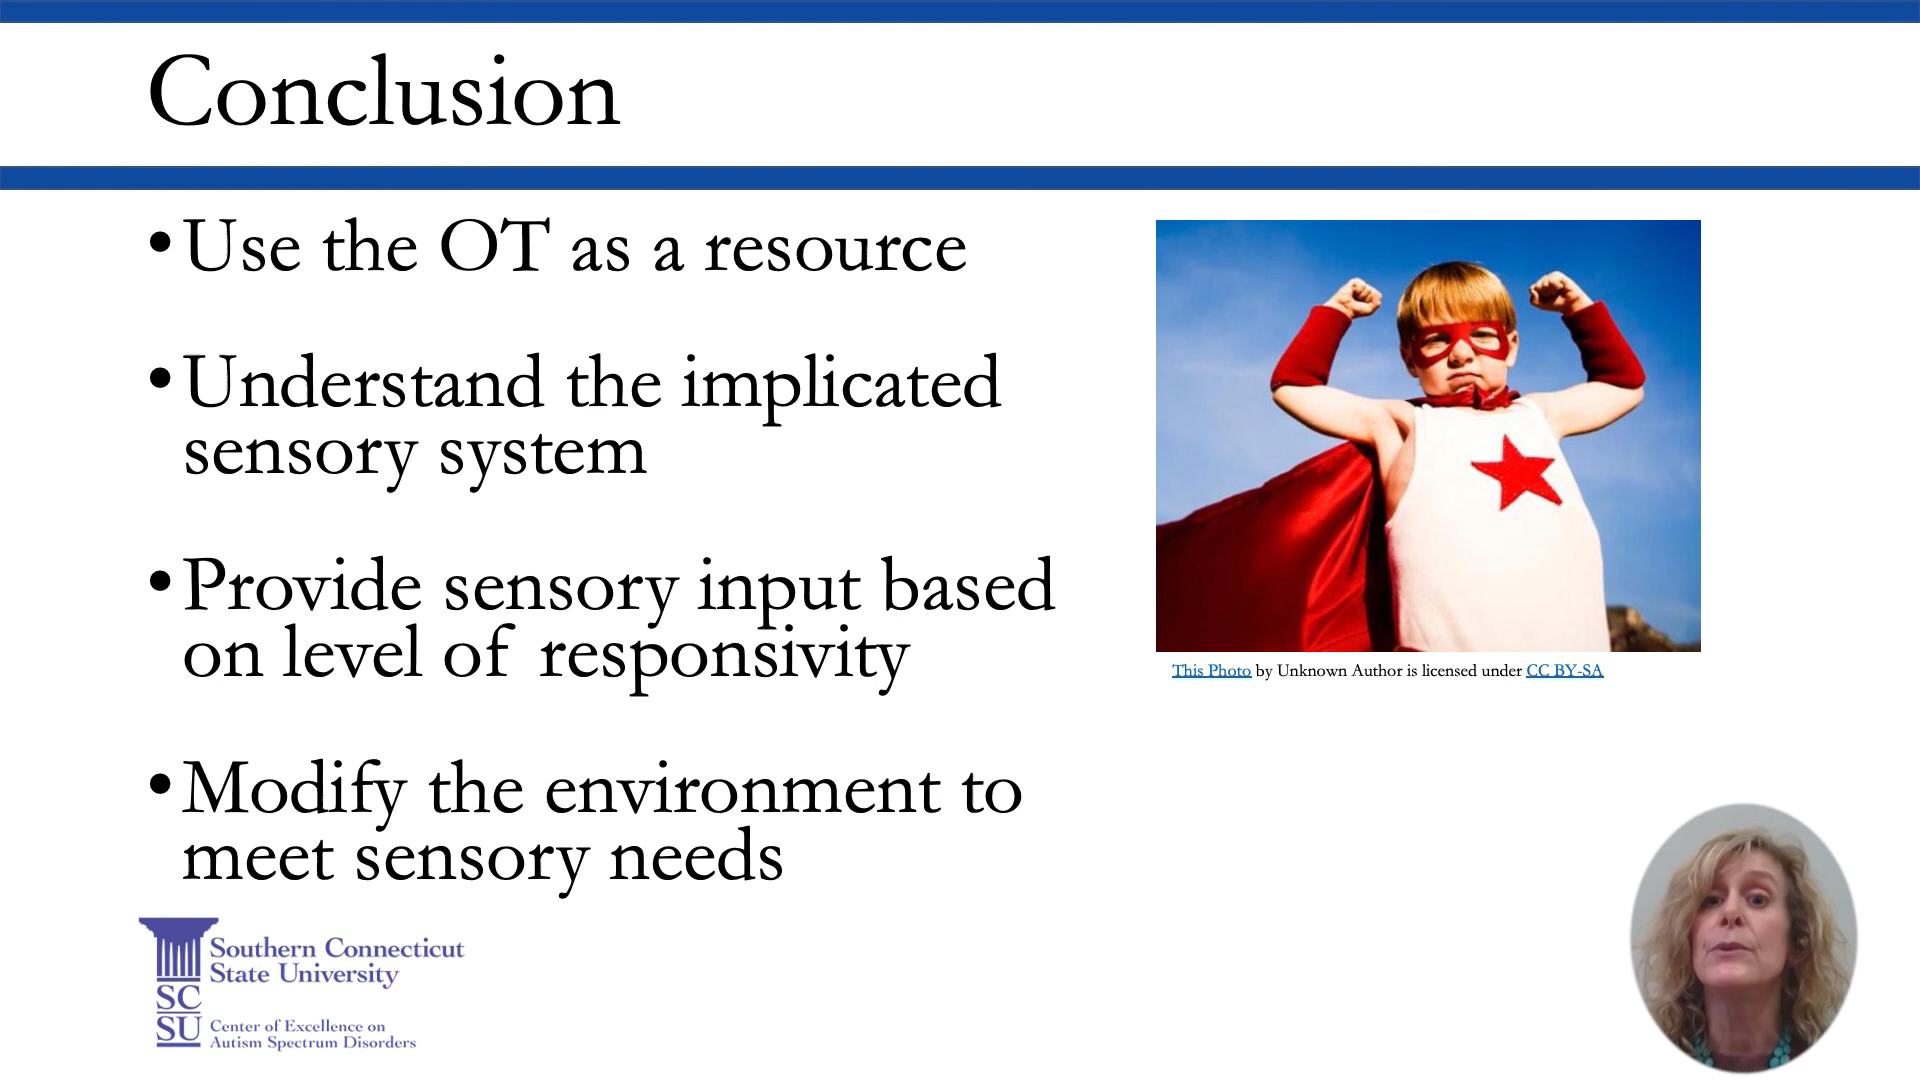 Conclusion
•Use the OT as a resource
•Understand the implicated
sensory system
•Provide sensory input based
on level of responsivity
•Modify the environment to
meet sensory needs
This Photo by Unknown Author is licensed under CC BY-SA
Southern Connecticut
State University
SC
SU
Center of Excellence on
Autism Spectrum Disorders